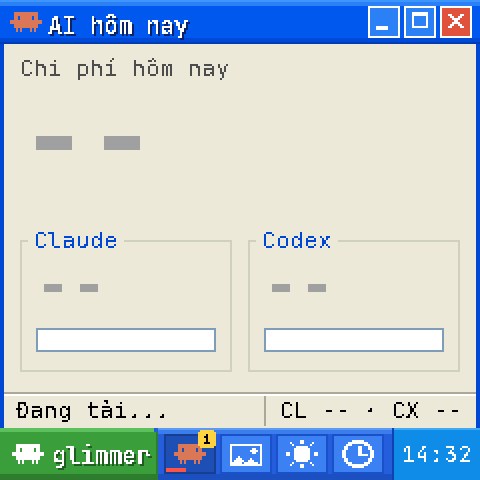 AI hôm nay
Chi phí hôm nay
-- --
Claude
Codex
-- --
-- --
Đang tải...
CL -- · CX --
glimmer
1
14:32